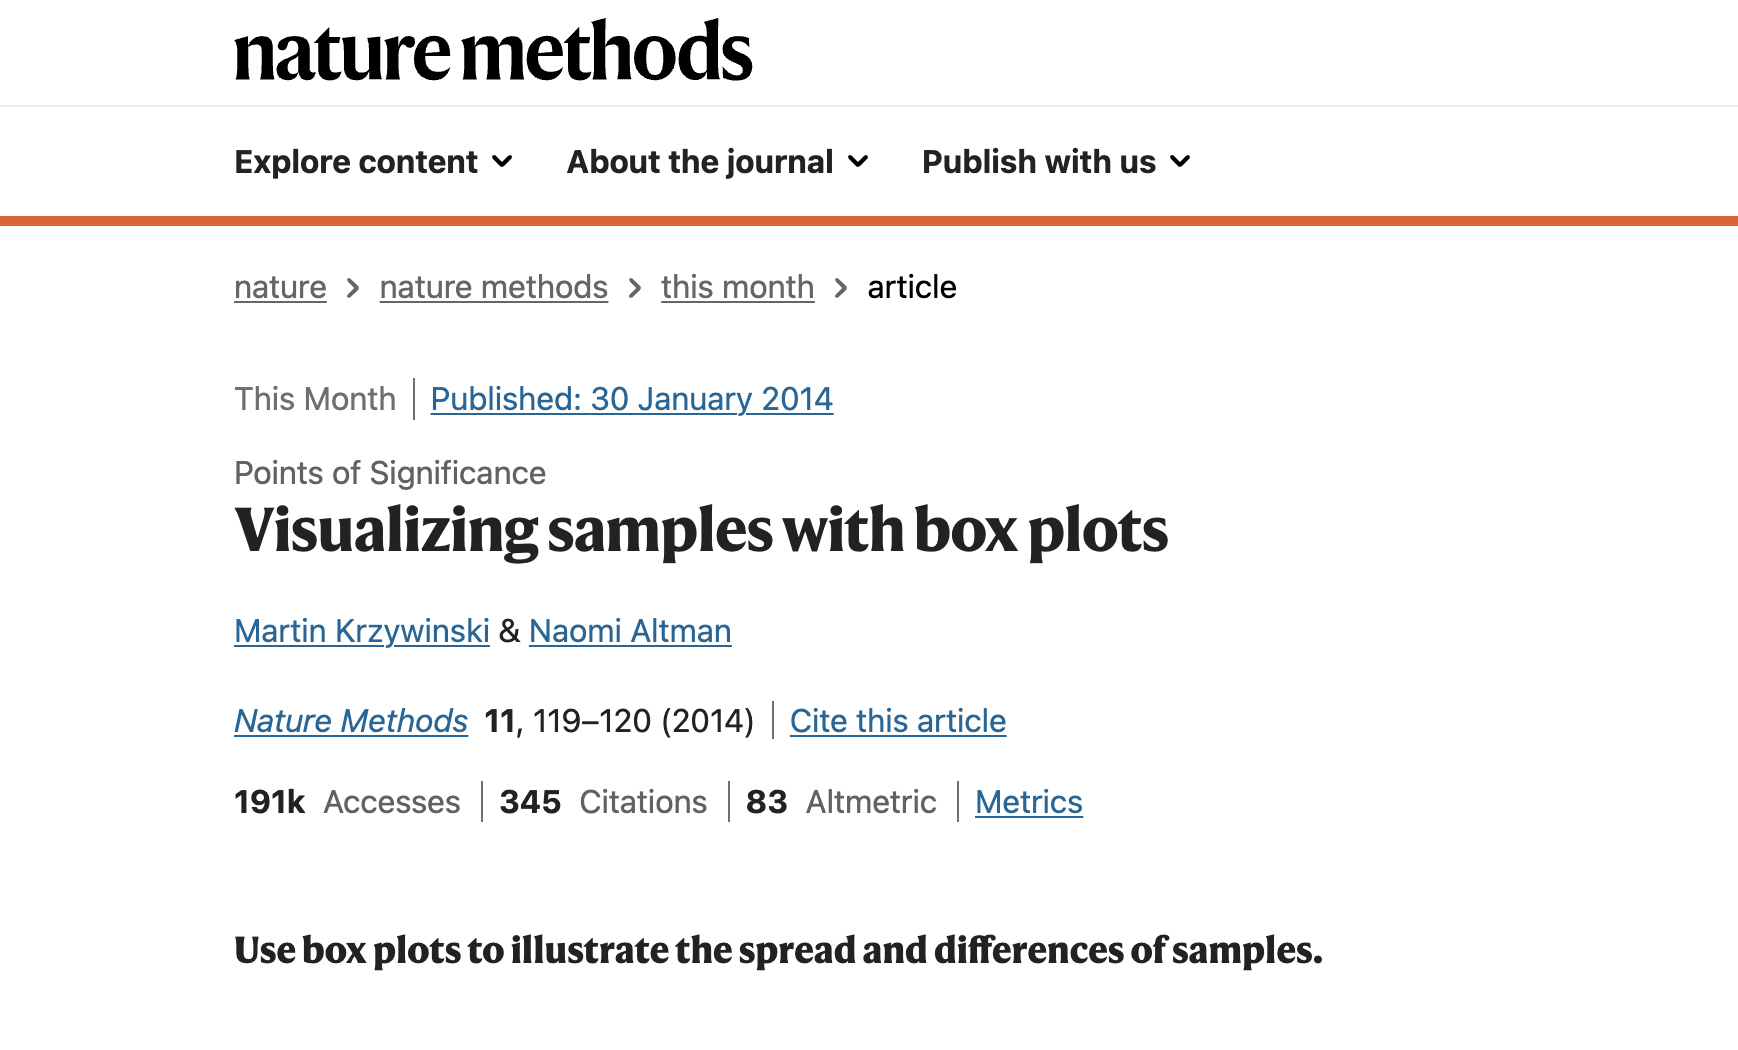 nature methods
Explore content About the journal Publish with us
nature > nature methods > this month > article
This Month | Published: 30 January 2014
Points of Significance
Visualizing samples with box plots
Martin Krzywinski & Naomi Altman
Nature Methods 11, 119–120 (2014) | Cite this article
191k Accesses | 345 Citations | 83 Altmetric | Metrics
Use box plots to illustrate the spread and differences of samples.